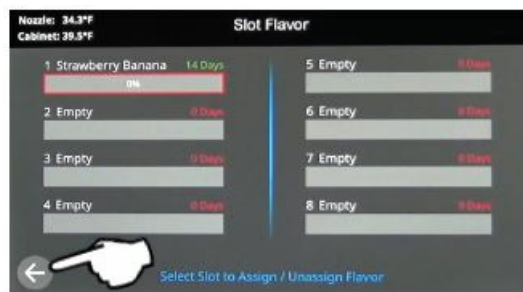 Nozzle: 34.3°F
Cabinet: 39.5°F
Slot Flavor
1 Strawberry Banana 14 Days
0%
2 Empty 0 Days
3 Empty 0 Days
4 Empty 0 Days
5 Empty 0 Days
6 Empty 0 Days
7 Empty 0 Days
8 Empty 0 Days
Select Slot to Assign / Unassign Flavor